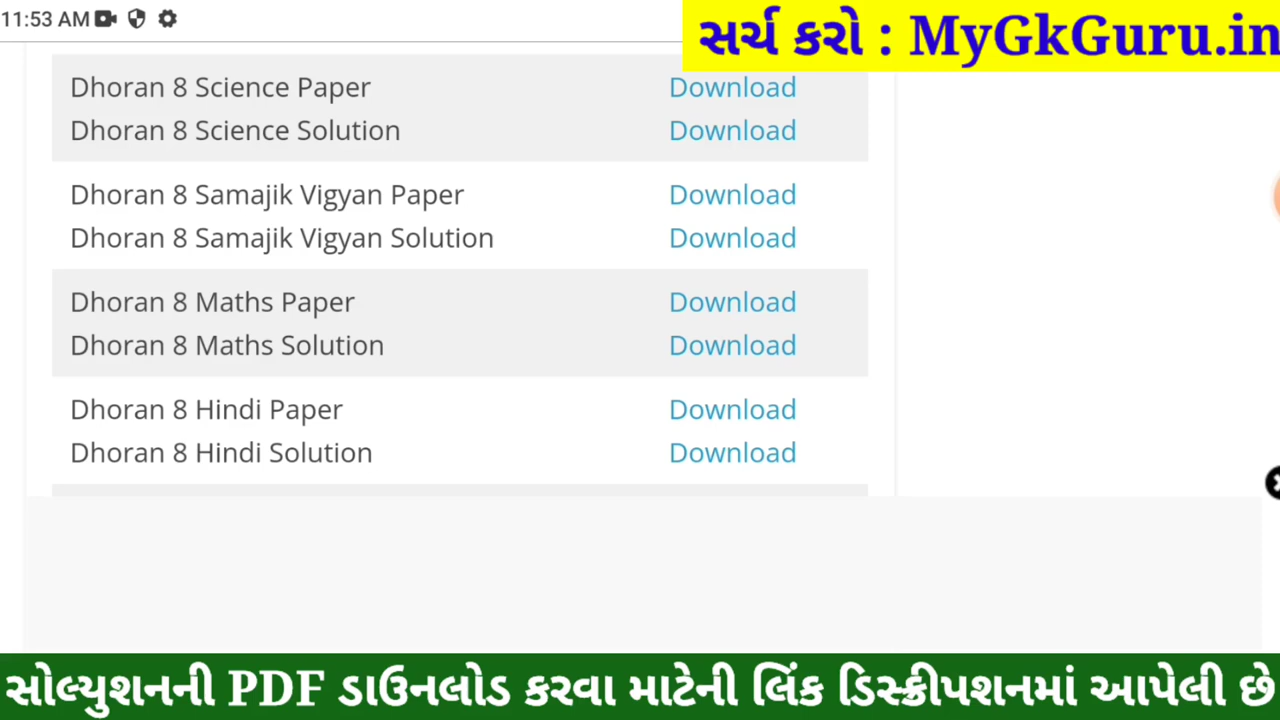 11:53 AM
સર્ચ કરો : MyGkGuru.in
Dhoran 8 Science Paper Download
Dhoran 8 Science Solution Download
Dhoran 8 Samajik Vigyan Paper Download
Dhoran 8 Samajik Vigyan Solution Download
Dhoran 8 Maths Paper Download
Dhoran 8 Maths Solution Download
Dhoran 8 Hindi Paper Download
Dhoran 8 Hindi Solution Download
સોલ્યુશનની PDF ડાઉનલોડ કરવા માટેની લિંક ડિસ્ક્રીપશનમાં આપેલી છે